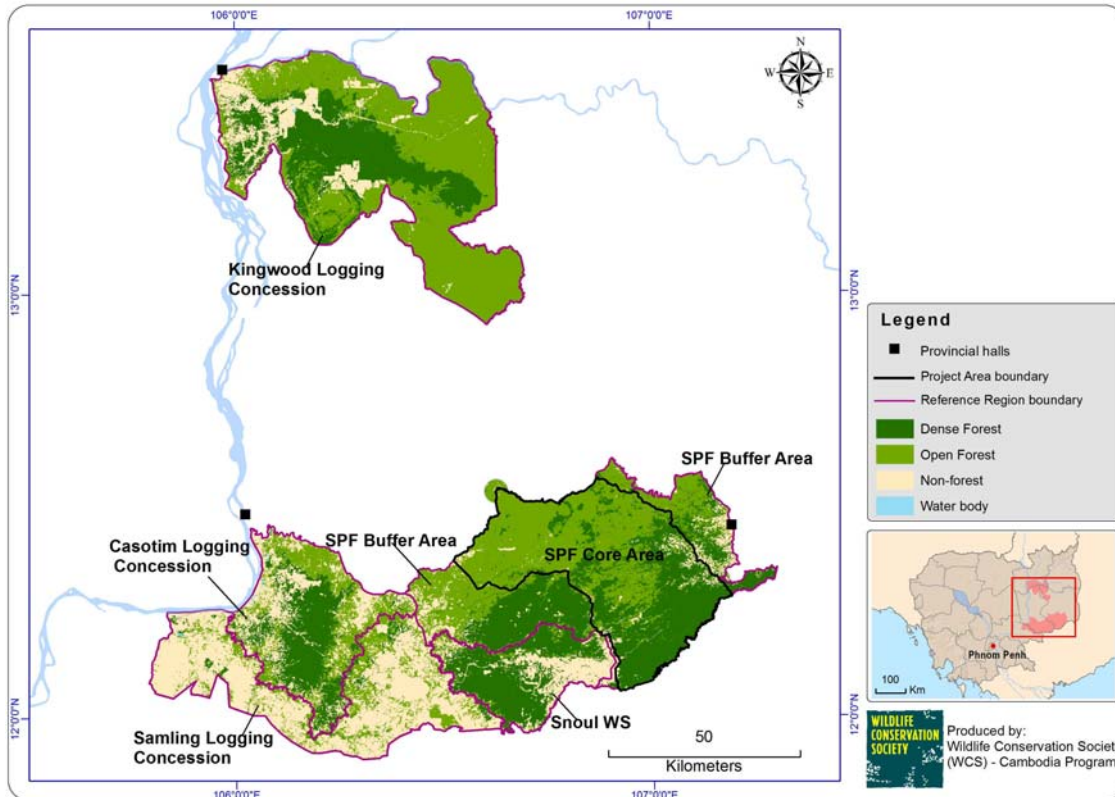 106°0'0"E
107°0'0"E
N
W
E
S
Kingwood Logging
Concession
13°0'0"N
13°0'0"N
Legend
Provincial halls
Project Area boundary
Reference Region boundary
Dense Forest
Open Forest
Non-forest
Water body
SPF Buffer Area
SPF Buffer Area
SPF Core Area
Casotim Logging
Concession
Snoul WS
Samling Logging
Concession
12°0'0"N
12°0'0"N
50
Kilometers
106°0'0"E
107°0'0"E
Phnom Penh
100
Km
WILDLIFE
CONSERVATION
SOCIETY
Produced by:
Wildlife Conservation Societ
(WCS) - Cambodia Program